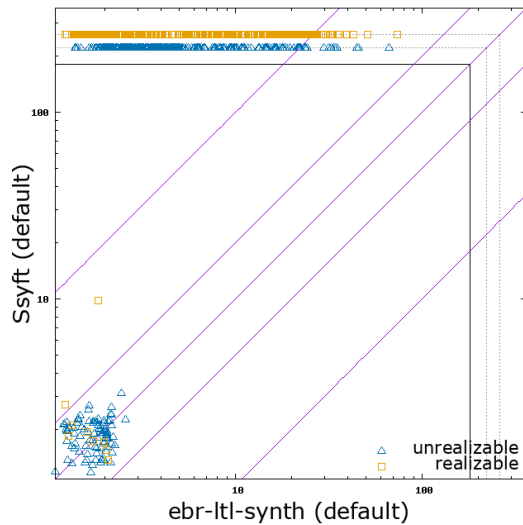 100
Ssyft (default)
10
unrealizable
realizable
10
100
ebr-ltl-synth (default)